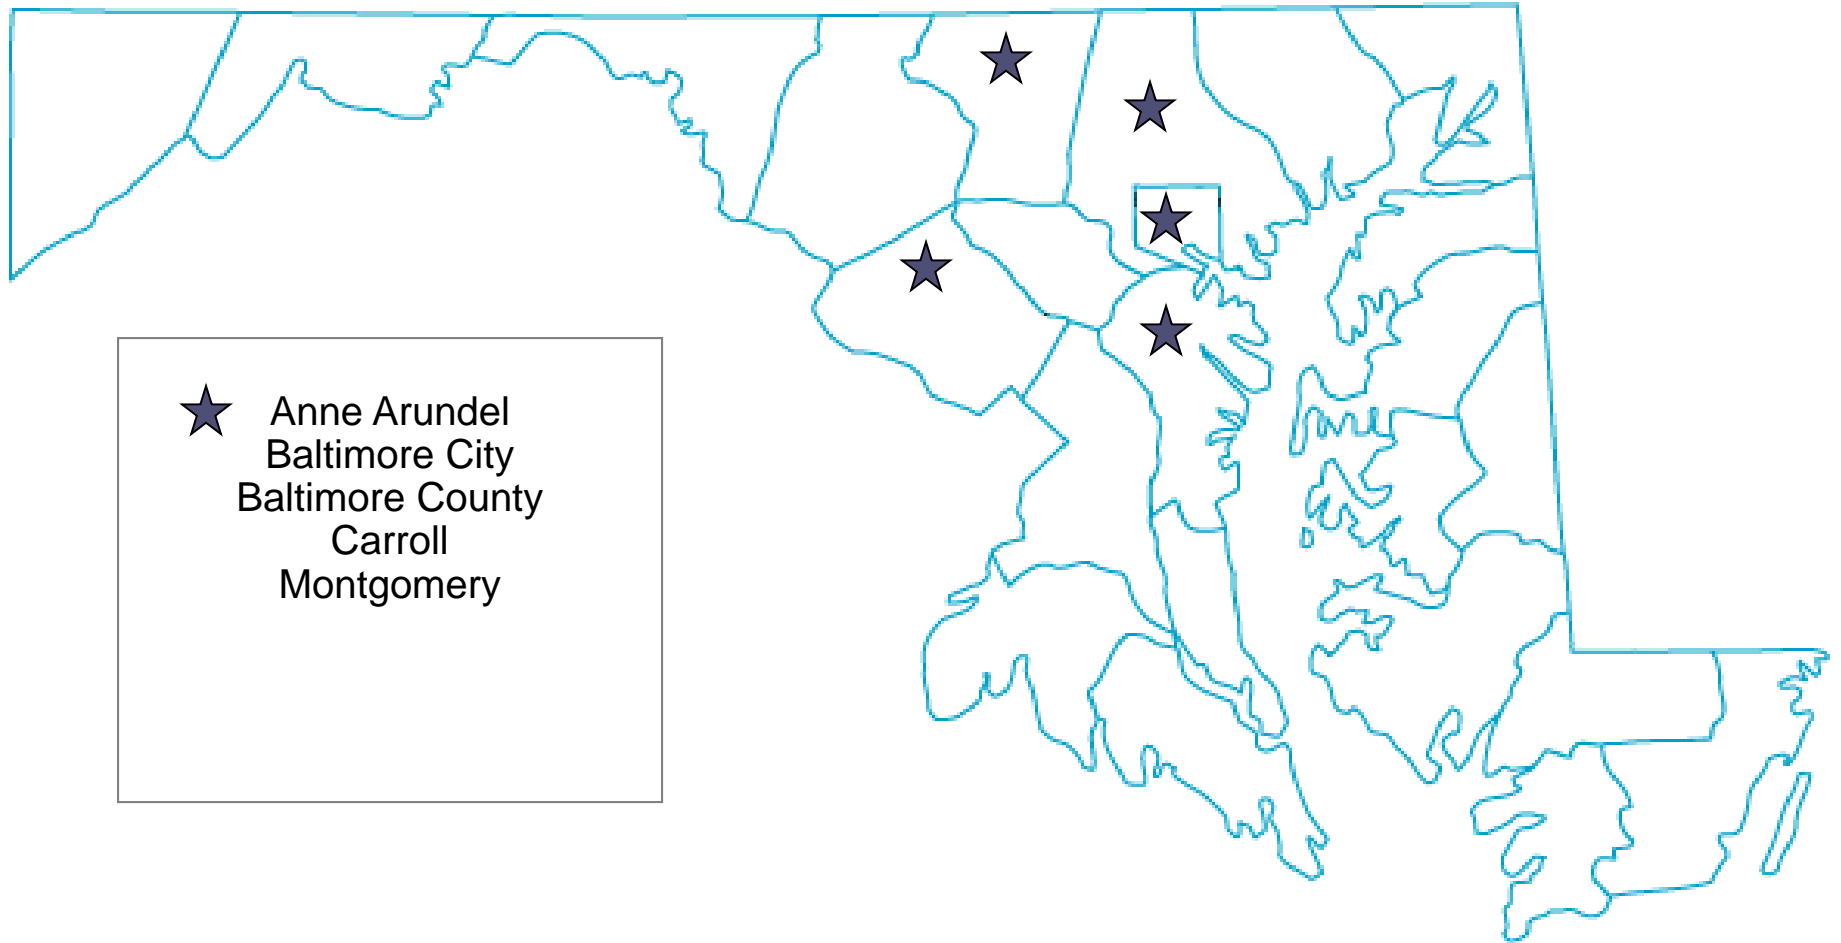 Anne Arundel
Baltimore City
Baltimore County
Carroll
Montgomery